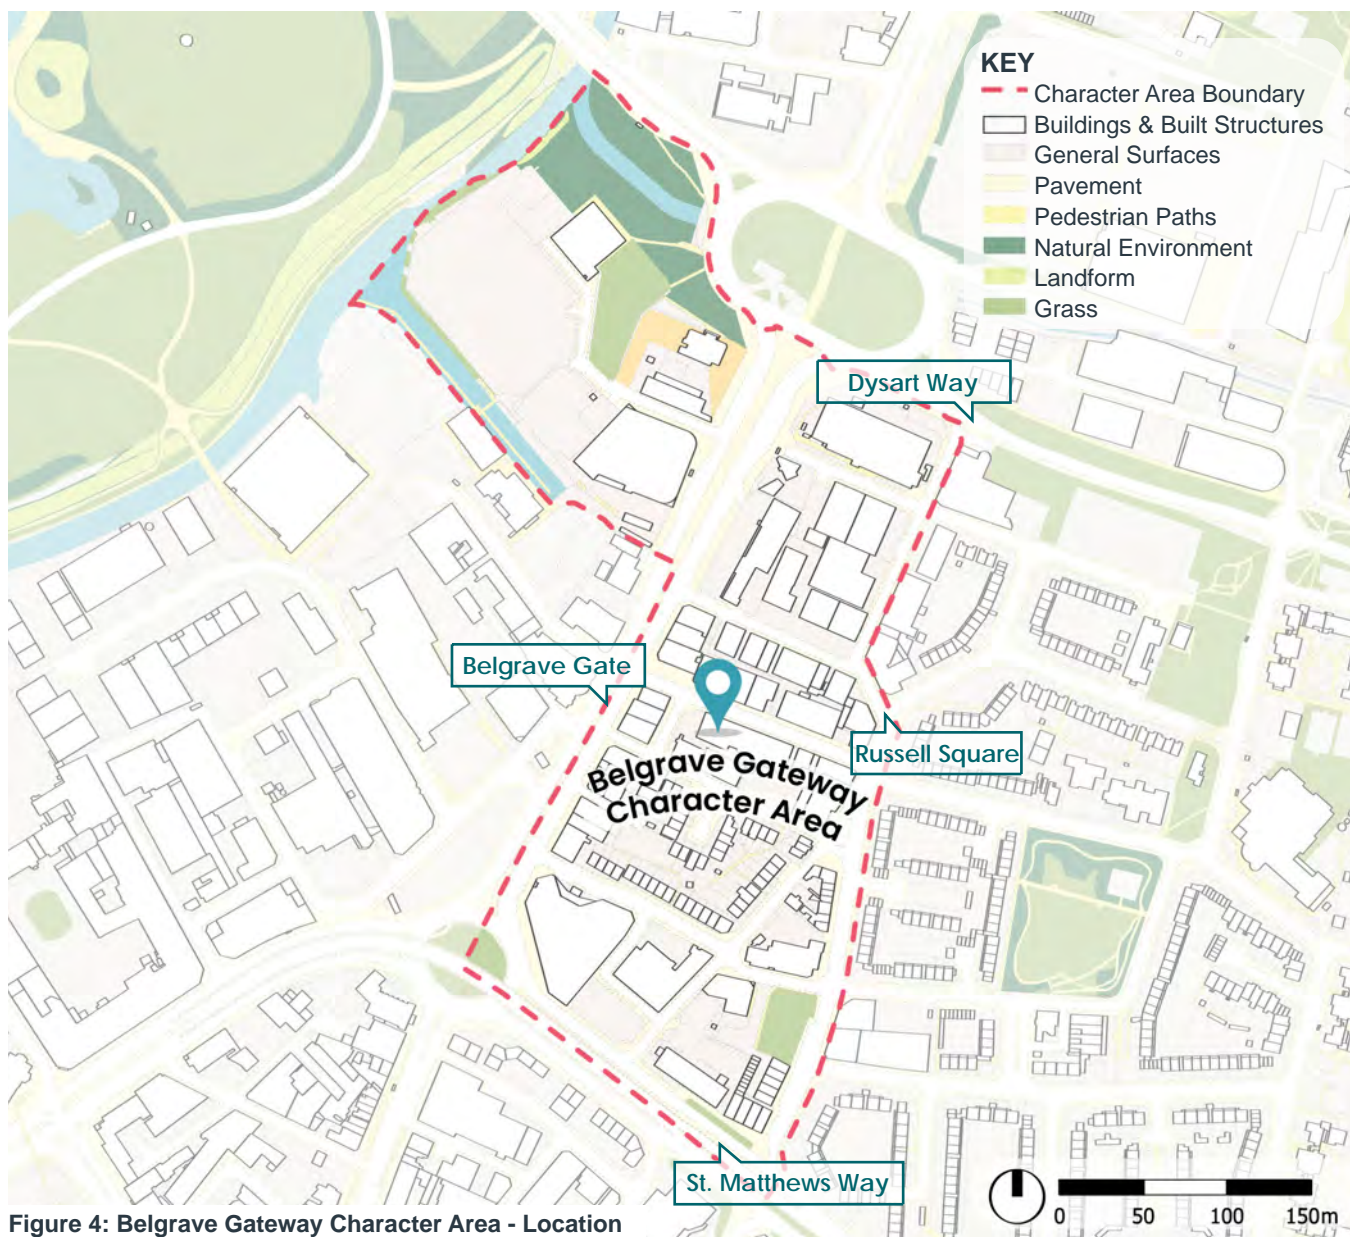 KEY
Character Area Boundary
Buildings & Built Structures
General Surfaces
Pavement
Pedestrian Paths
Natural Environment
Landform
Grass
Dysart Way
Belgrave Gate
Russell Square
Belgrave Gateway
Character Area
St. Matthews Way
0 50 100 150m
Figure 4: Belgrave Gateway Character Area - Location